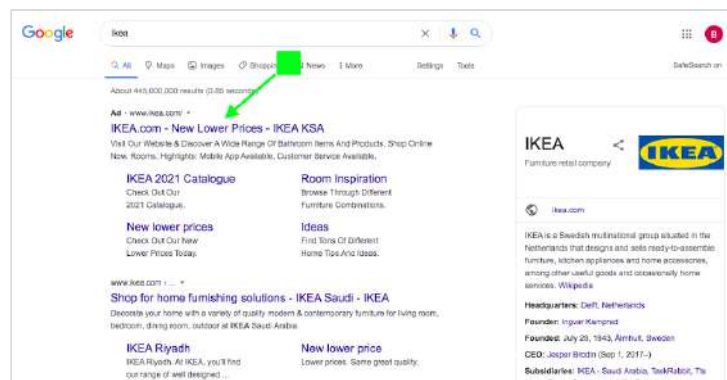 Google
ikea
All Maps Images Shopping News More Settings Tools
SafeSearch on
About 445,000,000 results (0.85 seconds)
Ad · www.ikea.com/
IKEA.com - New Lower Prices - IKEA KSA
Visit Our Website & Discover A Wide Range Of Bathroom Items And Products. Shop Online
Now. Rooms. Highlights: Mobile App Available, Customer Service Available.
IKEA 2021 Catalogue
Check Out Our
2021 Catalogue.
Room Inspiration
Browse Through Different
Furniture Combinations.
New lower prices
Check Out Our New
Lower Prices Today.
Ideas
Find Tons Of Different
Home Tips And Ideas.
www.ikea.com
Shop for home furnishing solutions - IKEA Saudi - IKEA
Decorate your home with a variety of quality modern & contemporary furniture for living room,
bedroom, dining room, outdoor at IKEA Saudi Arabia.
IKEA Riyadh
IKEA Riyadh. At IKEA, you'll find
our range of well designed ...
New lower price
Lower prices. Same great quality.
B
IKEA
Furniture retail company
IKEA
ikea.com
IKEA is a Swedish multinational group situated in the
Netherlands that designs and sells ready-to-assemble
furniture, kitchen appliances and home accessories,
among other useful goods and occasionally home
services. Wikipedia
Headquarters: Delft, Netherlands
Founder: Ingvar Kamprad
Founded: July 28, 1943, Älmhult, Sweden
CEO: Jesper Brodin (Sep 1, 2017–)
Subsidiaries: IKEA - Saudi Arabia, TaskRabbit,